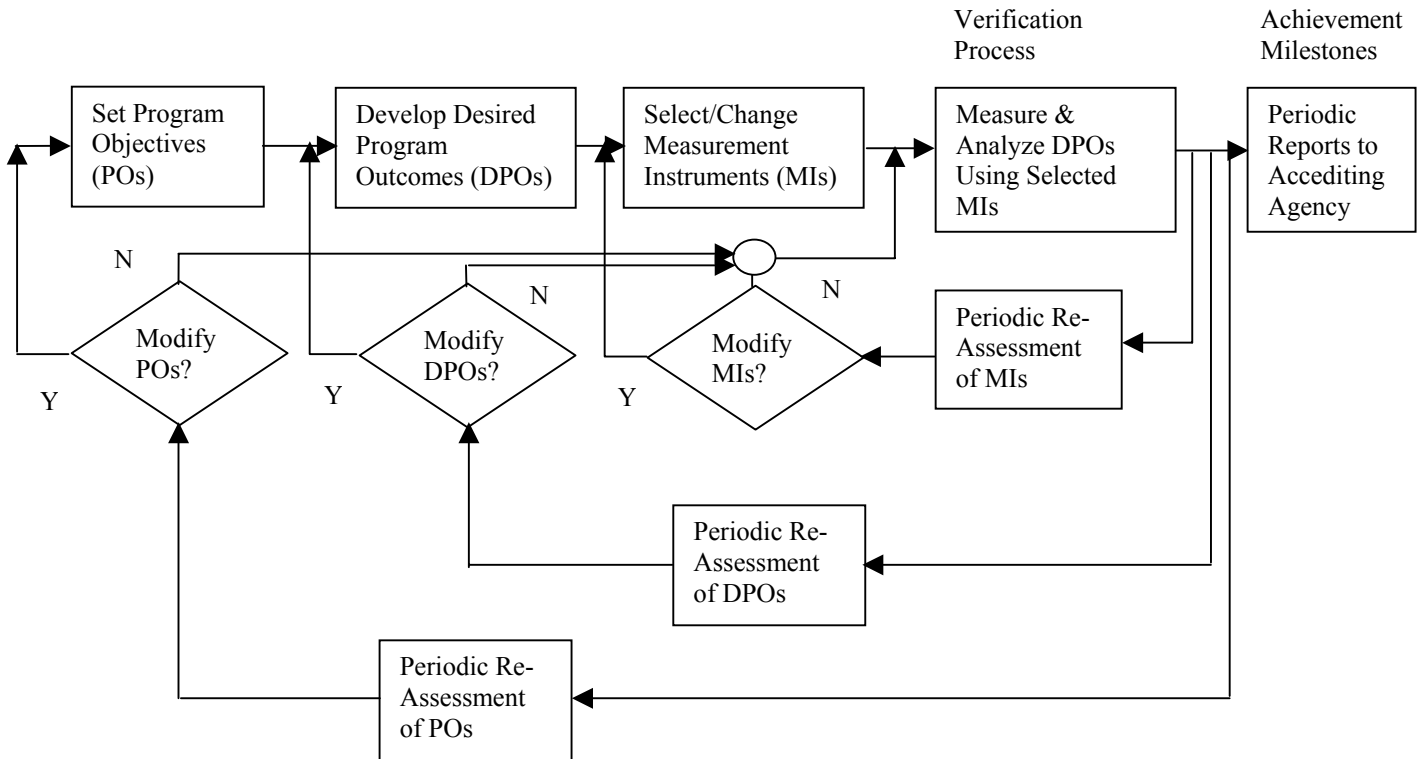 Verification
Process
Achievement
Milestones
Set Program
Objectives
(POs)
Develop Desired
Program
Outcomes (DPOs)
Select/Change
Measurement
Instruments (MIs)
Measure &
Analyze DPOs
Using Selected
MIs
Periodic
Reports to
Accediting
Agency
N
Modify
POs?
Y
N
Modify
DPOs?
Y
N
Modify
MIs?
Y
Periodic Re-
Assessment
of MIs
Periodic Re-
Assessment
of DPOs
Periodic Re-
Assessment
of POs